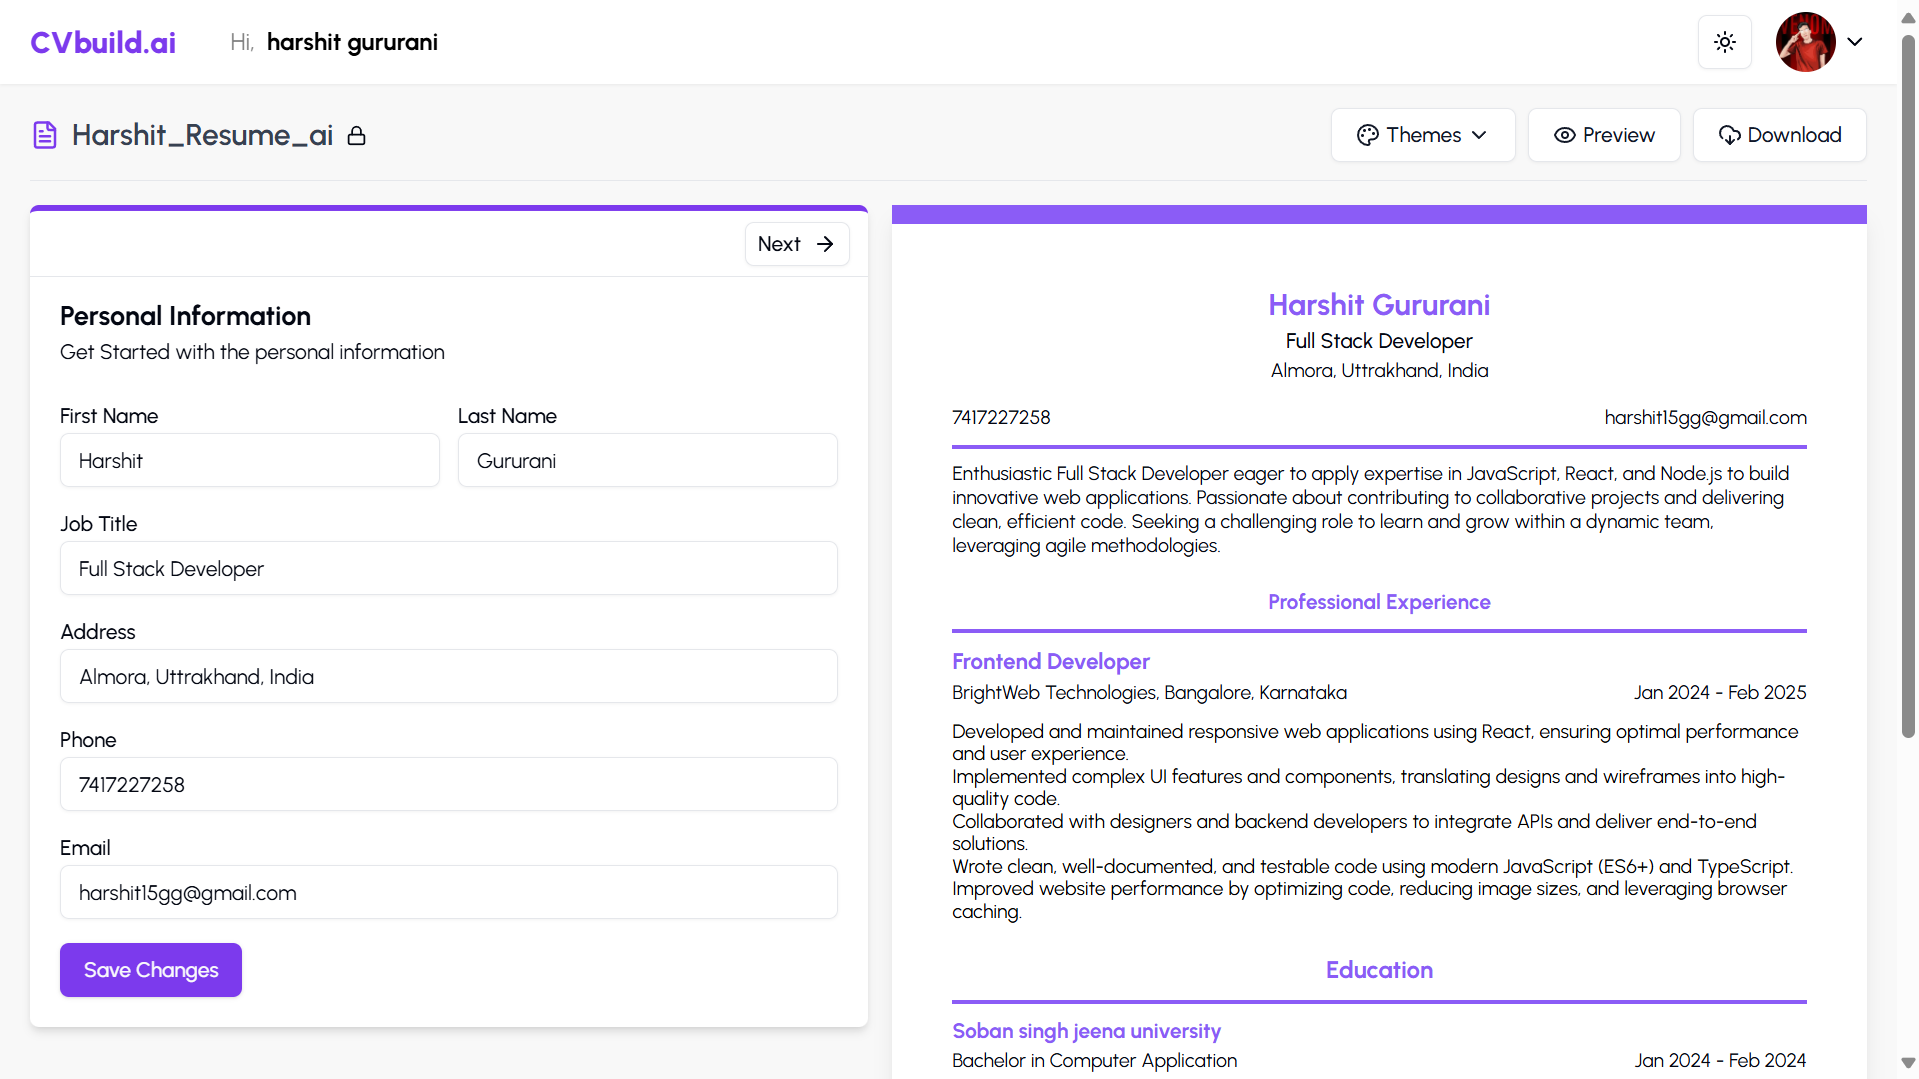 CVbuild.ai
Hi, harshit gururani
Harshit_Resume_ai
Themes
Preview
Download
Next
Personal Information
Get Started with the personal information
First Name
Last Name
Harshit
Gururani
Job Title
Full Stack Developer
Address
Almora, Uttrakhand, India
Phone
7417227258
Email
harshit15gg@gmail.com
Save Changes
Harshit Gururani
Full Stack Developer
Almora, Uttrakhand, India
7417227258
harshit15gg@gmail.com
Enthusiastic Full Stack Developer eager to apply expertise in JavaScript, React, and Node.js to build
innovative web applications. Passionate about contributing to collaborative projects and delivering
clean, efficient code. Seeking a challenging role to learn and grow within a dynamic team,
leveraging agile methodologies.
Professional Experience
Frontend Developer
BrightWeb Technologies, Bangalore, Karnataka
Jan 2024 - Feb 2025
Developed and maintained responsive web applications using React, ensuring optimal performance
and user experience.
Implemented complex UI features and components, translating designs and wireframes into high-
quality code.
Collaborated with designers and backend developers to integrate APIs and deliver end-to-end
solutions.
Wrote clean, well-documented, and testable code using modern JavaScript (ES6+) and TypeScript.
Improved website performance by optimizing code, reducing image sizes, and leveraging browser
caching.
Education
Soban singh jeena university
Bachelor in Computer Application
Jan 2024 - Feb 2024